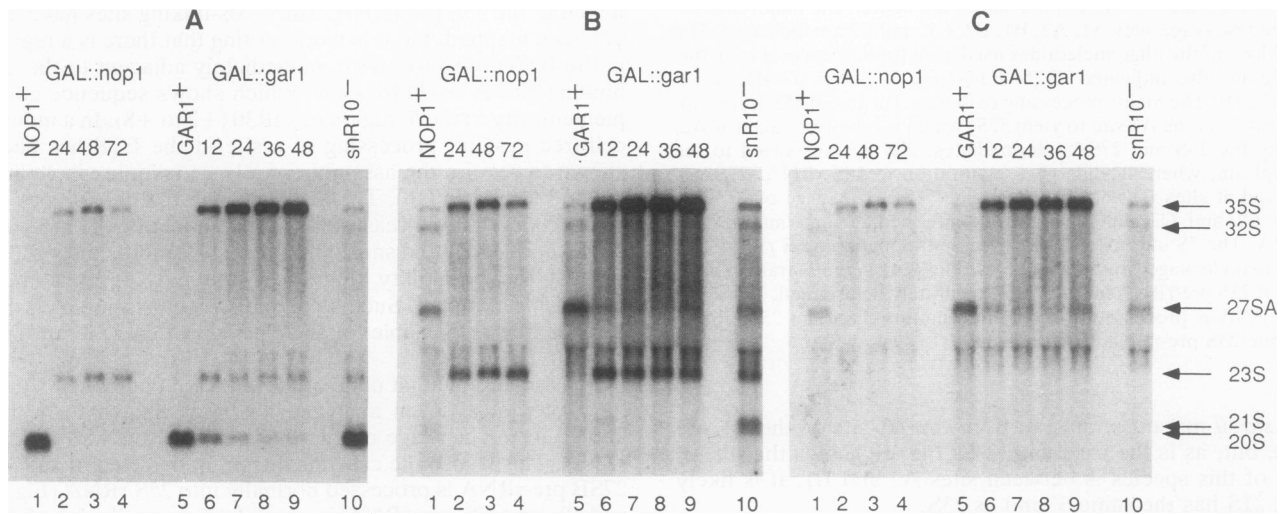 A
B
C
NOP1+
GAL::nop1
24 48 72
GAR1+
GAL::gar1
12 24 36 48
snR10−
NOP1+
GAL::nop1
24 48 72
GAR1+
GAL::gar1
12 24 36 48
snR10−
NOP1+
GAL::nop1
24 48 72
GAR1+
GAL::gar1
12 24 36 48
snR10−
35S
32S
27SA
23S
21S
20S
1 2 3 4 5 6 7 8 9 10
1 2 3 4 5 6 7 8 9 10
1 2 3 4 5 6 7 8 9 10